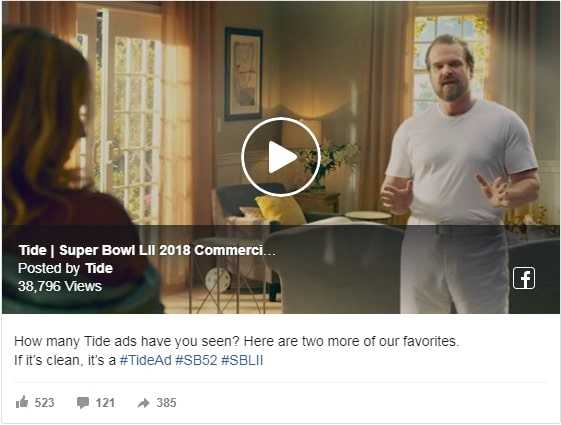 Tide | Super Bowl LII 2018 Commerci...
Posted by Tide
38,796 Views
How many Tide ads have you seen? Here are two more of our favorites.
If it's clean, it's a #TideAd #SB52 #SBLII
523 121 385